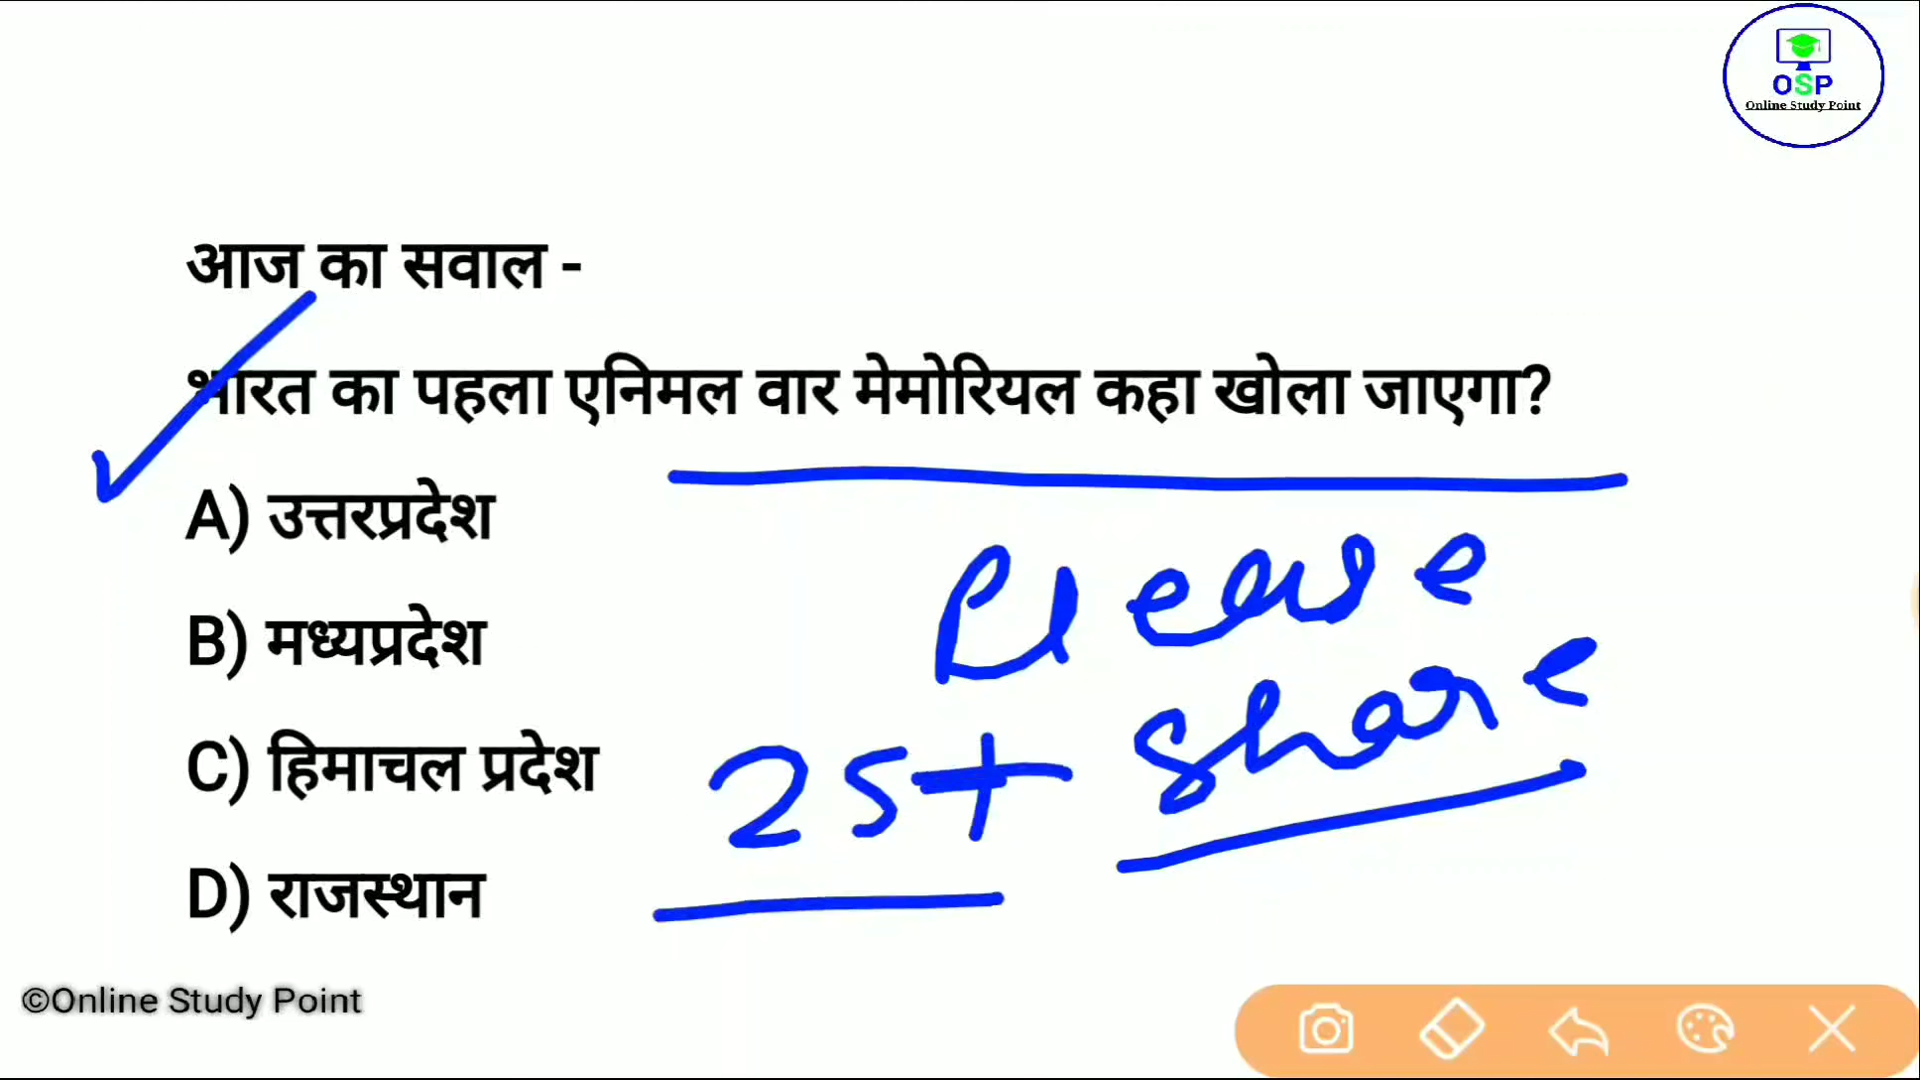 OSP
Online Study Point
आज का सवाल -
भारत का पहला एनिमल वार मेमोरियल कहा खोला जाएगा?
A) उत्तरप्रदेश
B) मध्यप्रदेश
C) हिमाचल प्रदेश
D) राजस्थान
Please
25+ share
©Online Study Point